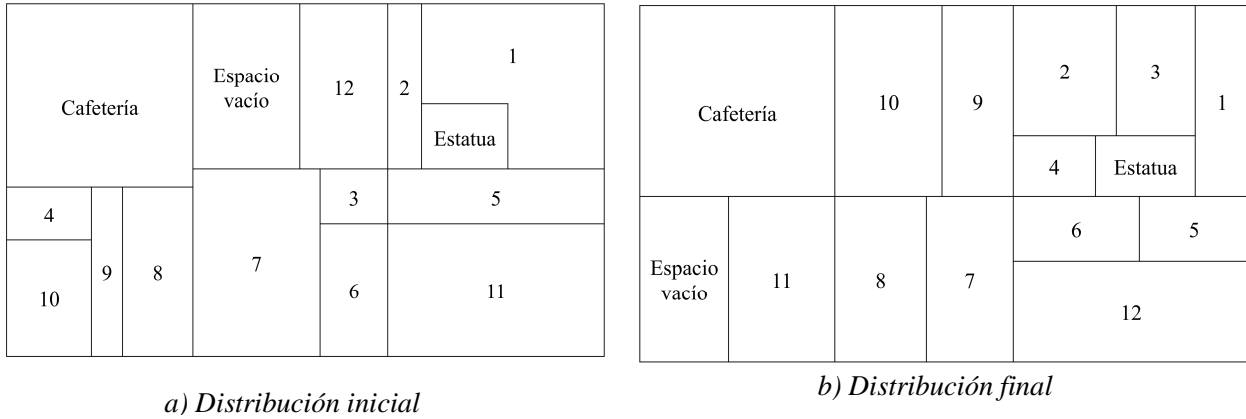 Cafetería
Espacio
vacío
12
2
1
Estatua
4
9
8
10
7
3
5
6
11
a) Distribución inicial
Cafetería
10
9
2
3
1
4
Estatua
Espacio
vacío
11
8
7
6
5
12
b) Distribución final